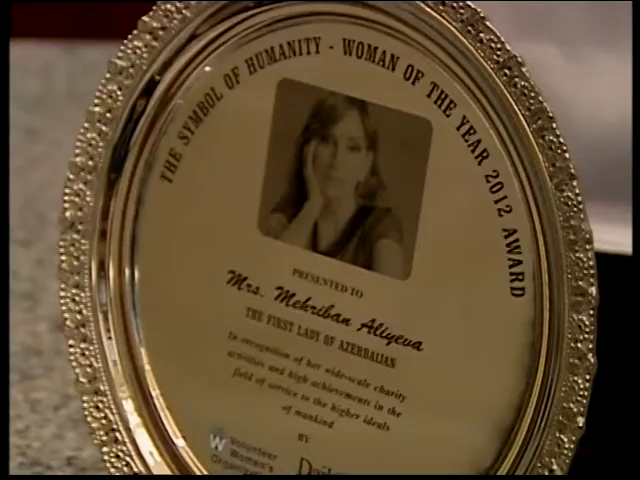 THE SYMBOL OF HUMANITY - WOMAN OF THE YEAR 2012 AWARD
PRESENTED TO
Mrs. Mehriban Aliyeva
THE FIRST LADY OF AZERBAIJAN
In recognition of her wide-scale charity
activities and high achievements in the
field of service to the higher ideals
of mankind
BY
W Volunteer
Women's